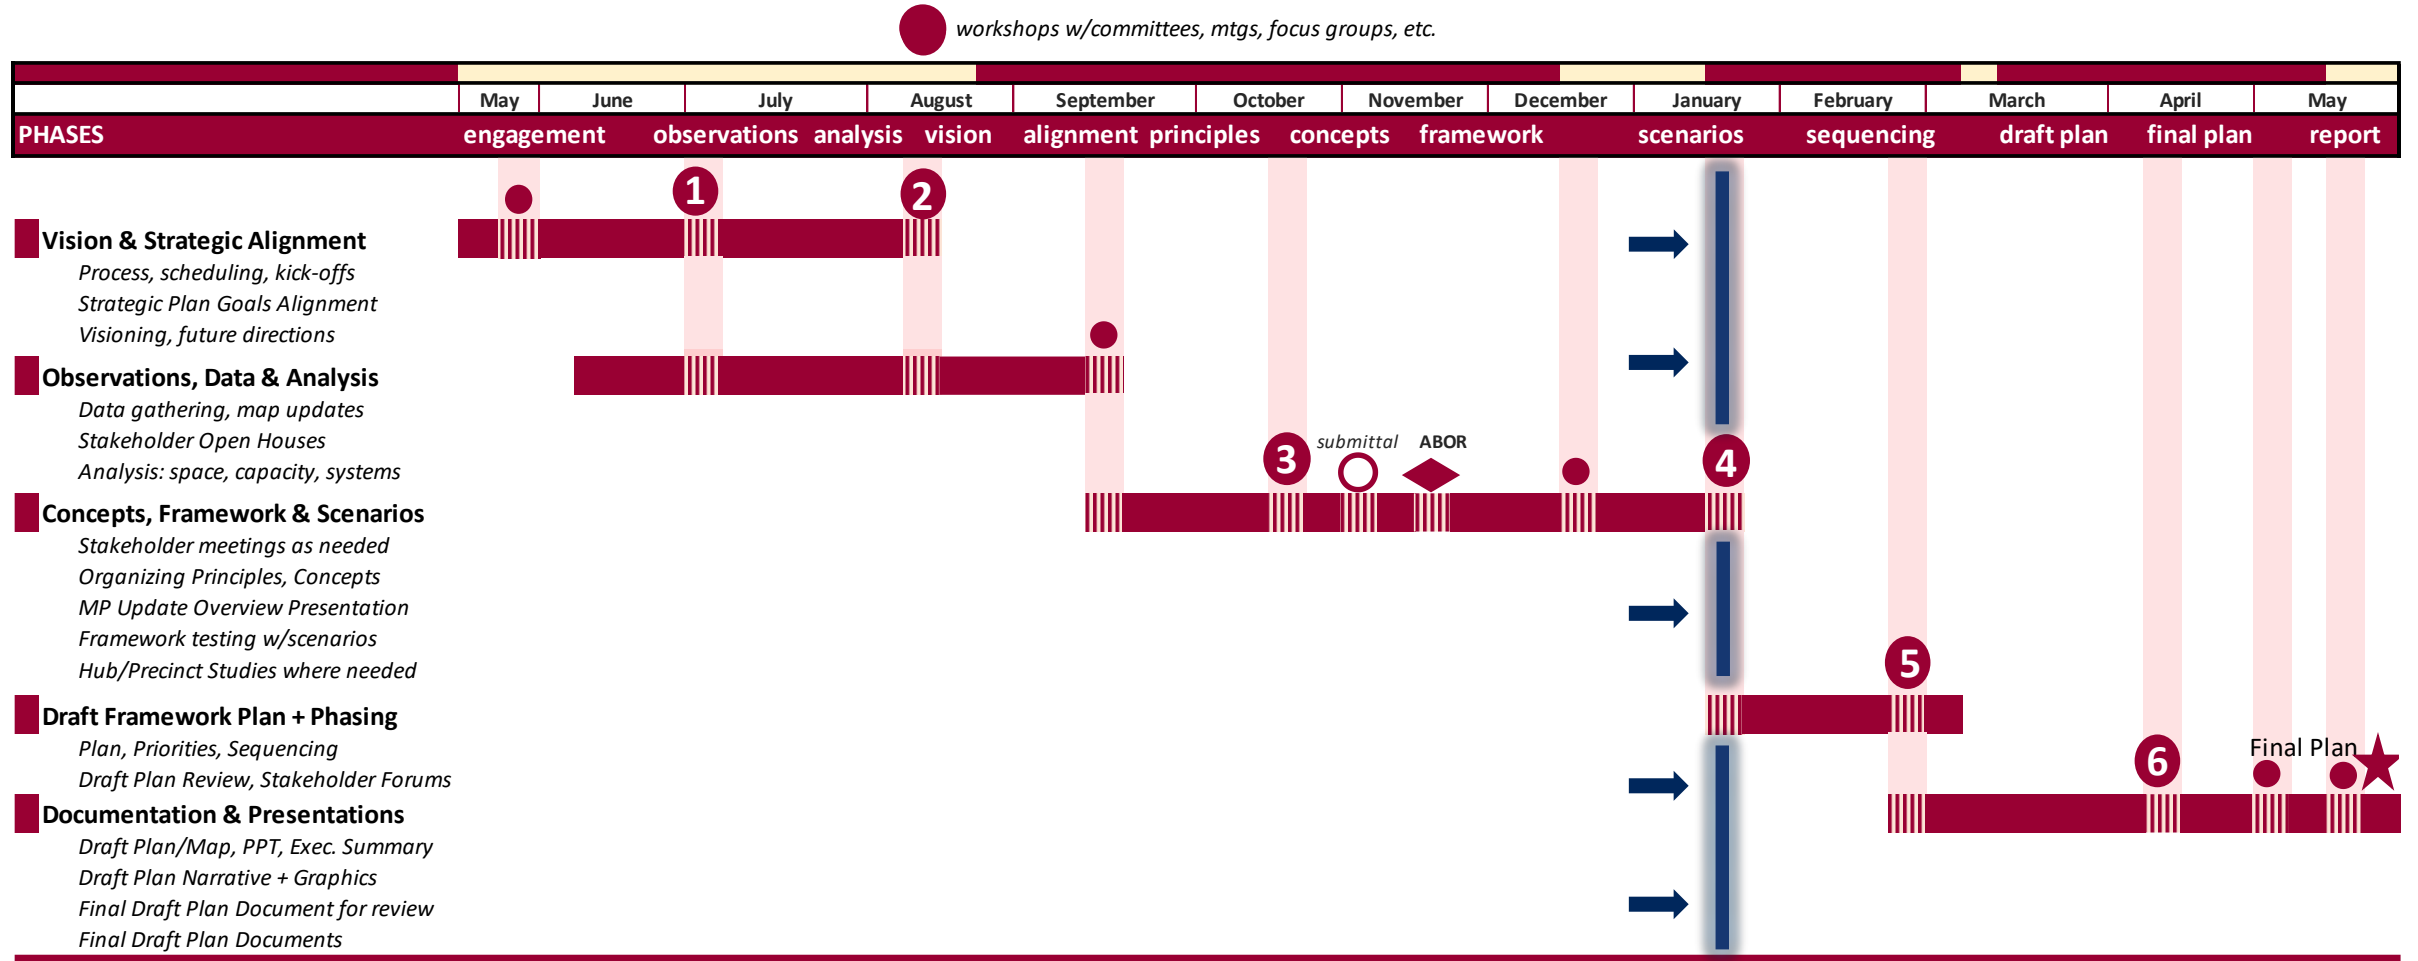 workshops w/committees, mtgs, focus groups, etc.
May June July August September October November December January February March April May
PHASES engagement observations analysis vision alignment principles concepts framework scenarios sequencing draft plan final plan report
1 2
Vision & Strategic Alignment
Process, scheduling, kick-offs
Strategic Plan Goals Alignment
Visioning, future directions
Observations, Data & Analysis
Data gathering, map updates
Stakeholder Open Houses
submittal ABOR
3 4
Analysis: space, capacity, systems
Concepts, Framework & Scenarios
Stakeholder meetings as needed
Organizing Principles, Concepts
MP Update Overview Presentation
Framework testing w/scenarios
Hub/Precinct Studies where needed
5
Draft Framework Plan + Phasing
Plan, Priorities, Sequencing
Final Plan
6
Draft Plan Review, Stakeholder Forums
Documentation & Presentations
Draft Plan/Map, PPT, Exec. Summary
Draft Plan Narrative + Graphics
Final Draft Plan Document for review
Final Draft Plan Documents